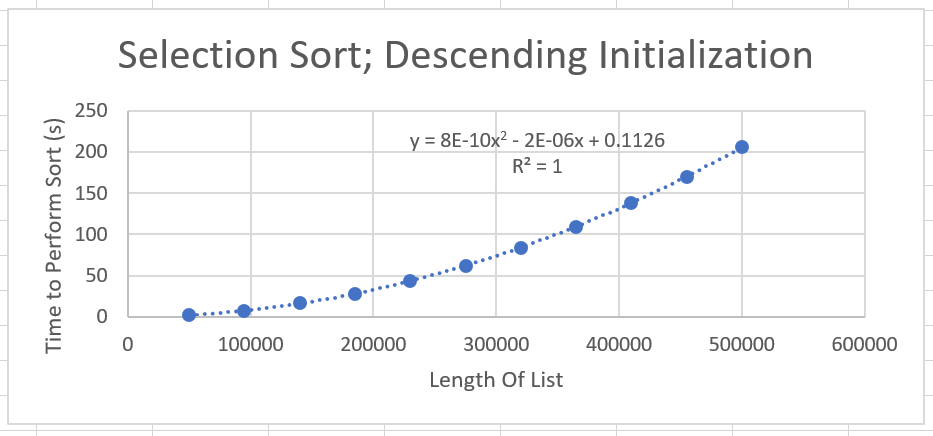 Selection Sort; Descending Initialization
Time to Perform Sort (s)
250
200
150
100
50
0
y = 8E-10x² - 2E-06x + 0.1126
R² = 1
0 100000 200000 300000 400000 500000 600000
Length Of List